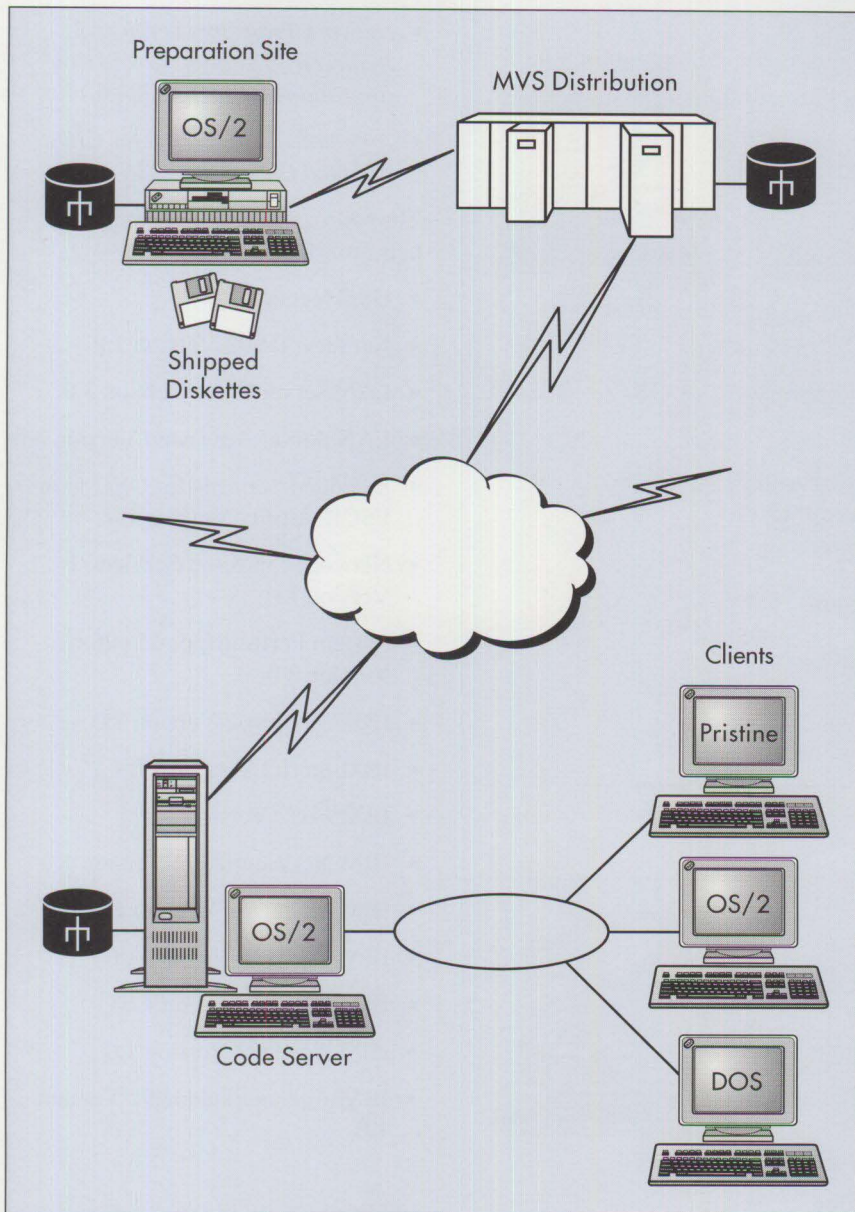 Preparation Site
OS/2
MVS Distribution
Shipped
Diskettes
Clients
Pristine
OS/2
OS/2
Code Server
DOS